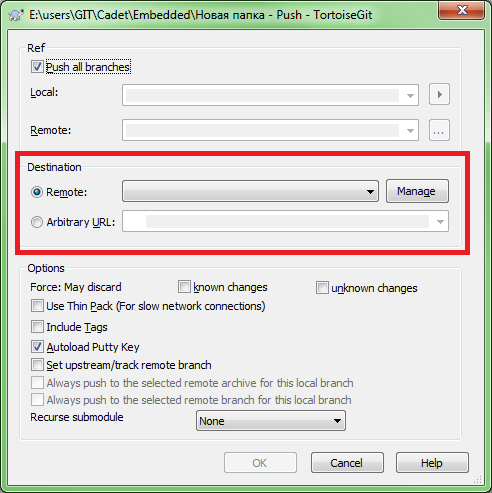 E:\users\GIT\Cadet\Embedded\Новая папка - Push - TortoiseGit
Ref
Push all branches
Local:
Remote:
...
Destination
Remote:
Manage
Arbitrary URL:
Options
Force: May discard
known changes
unknown changes
Use Thin Pack (For slow network connections)
Include Tags
Autoload Putty Key
Set upstream/track remote branch
Always push to the selected remote archive for this local branch
Always push to the selected remote branch for this local branch
Recurse submodule
None
OK
Cancel
Help